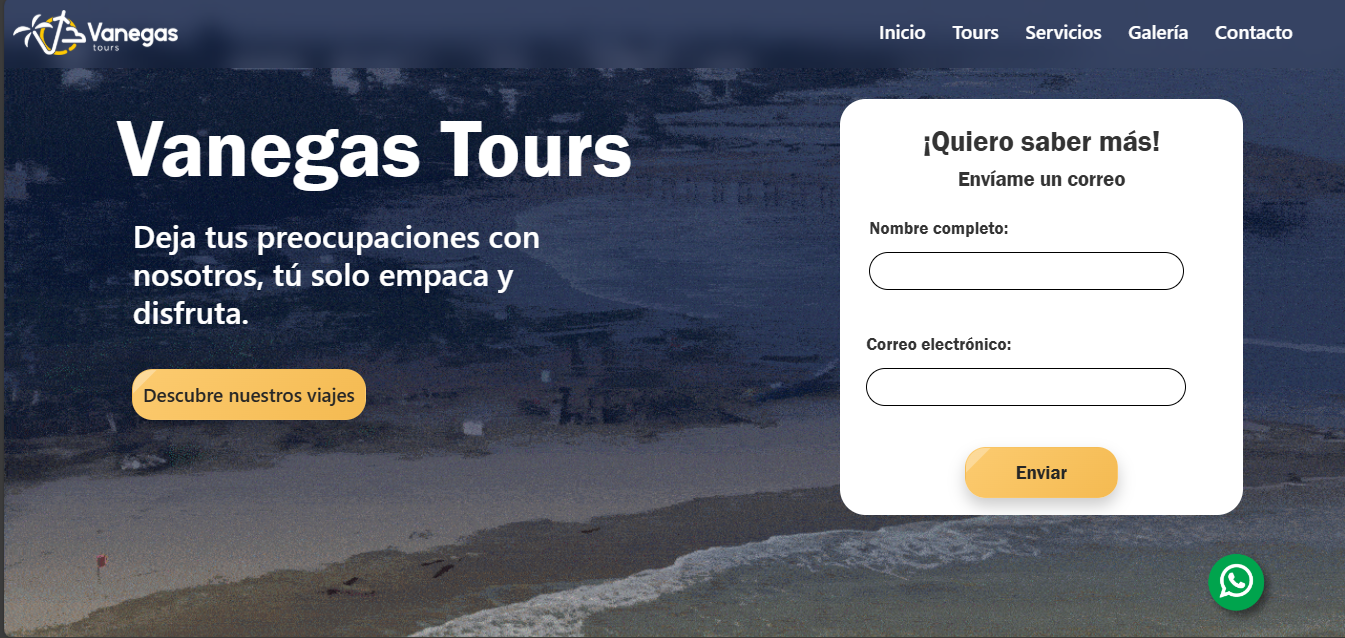 Vanegas
tours
Inicio Tours Servicios Galería Contacto
Vanegas Tours
Deja tus preocupaciones con
nosotros, tú solo empaca y
disfruta.
Descubre nuestros viajes
¡Quiero saber más!
Envíame un correo
Nombre completo:
Correo electrónico:
Enviar